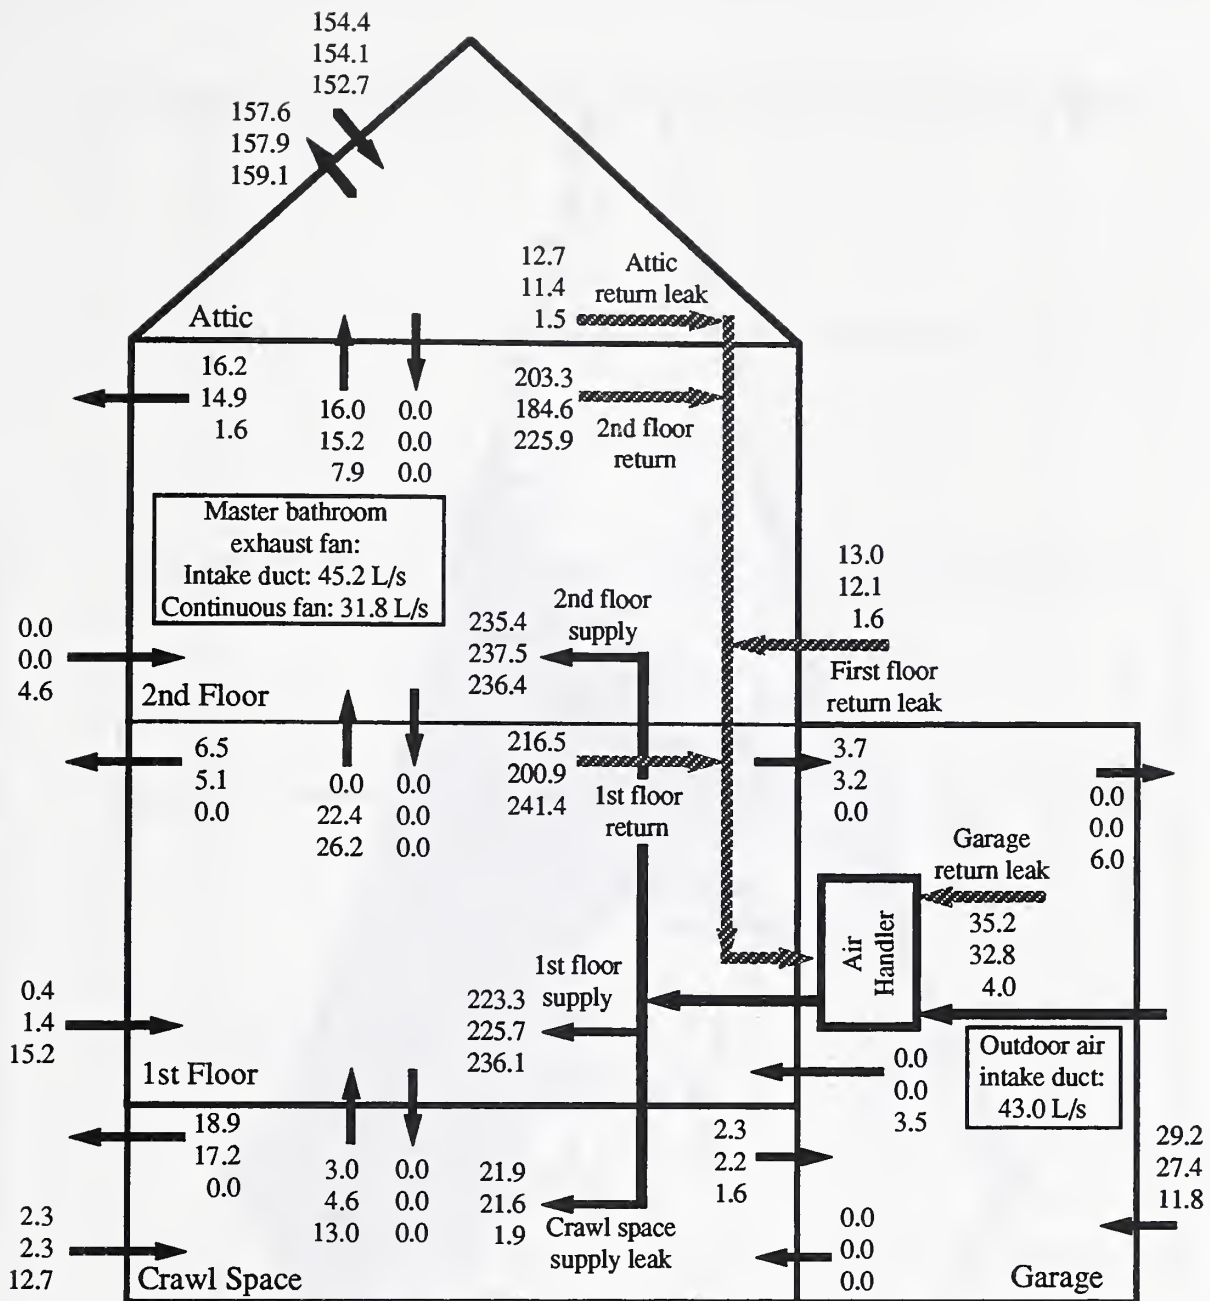 154.4
154.1
152.7
157.6
157.9
159.1
12.7
11.4
1.5
Attic
return leak
Attic
16.2
14.9
1.6
16.0
15.2
7.9
0.0
0.0
0.0
203.3
184.6
225.9
2nd floor
return
Master bathroom
exhaust fan:
Intake duct: 45.2 L/s
Continuous fan: 31.8 L/s
13.0
12.1
1.6
First floor
return leak
0.0
0.0
4.6
235.4
237.5
236.4
2nd floor
supply
2nd Floor
6.5
5.1
0.0
0.0
22.4
26.2
0.0
0.0
0.0
216.5
200.9
241.4
1st floor
return
3.7
3.2
0.0
0.0
0.0
6.0
Garage
return leak
35.2
32.8
4.0
Air
Handler
0.4
1.4
15.2
223.3
225.7
236.1
1st floor
supply
1st Floor
0.0
0.0
3.5
Outdoor air
intake duct:
43.0 L/s
18.9
17.2
0.0
3.0
4.6
13.0
0.0
0.0
0.0
21.9
21.6
1.9
Crawl space
supply leak
2.3
2.2
1.6
29.2
27.4
11.8
2.3
2.3
12.7
0.0
0.0
0.0
Crawl Space
Garage